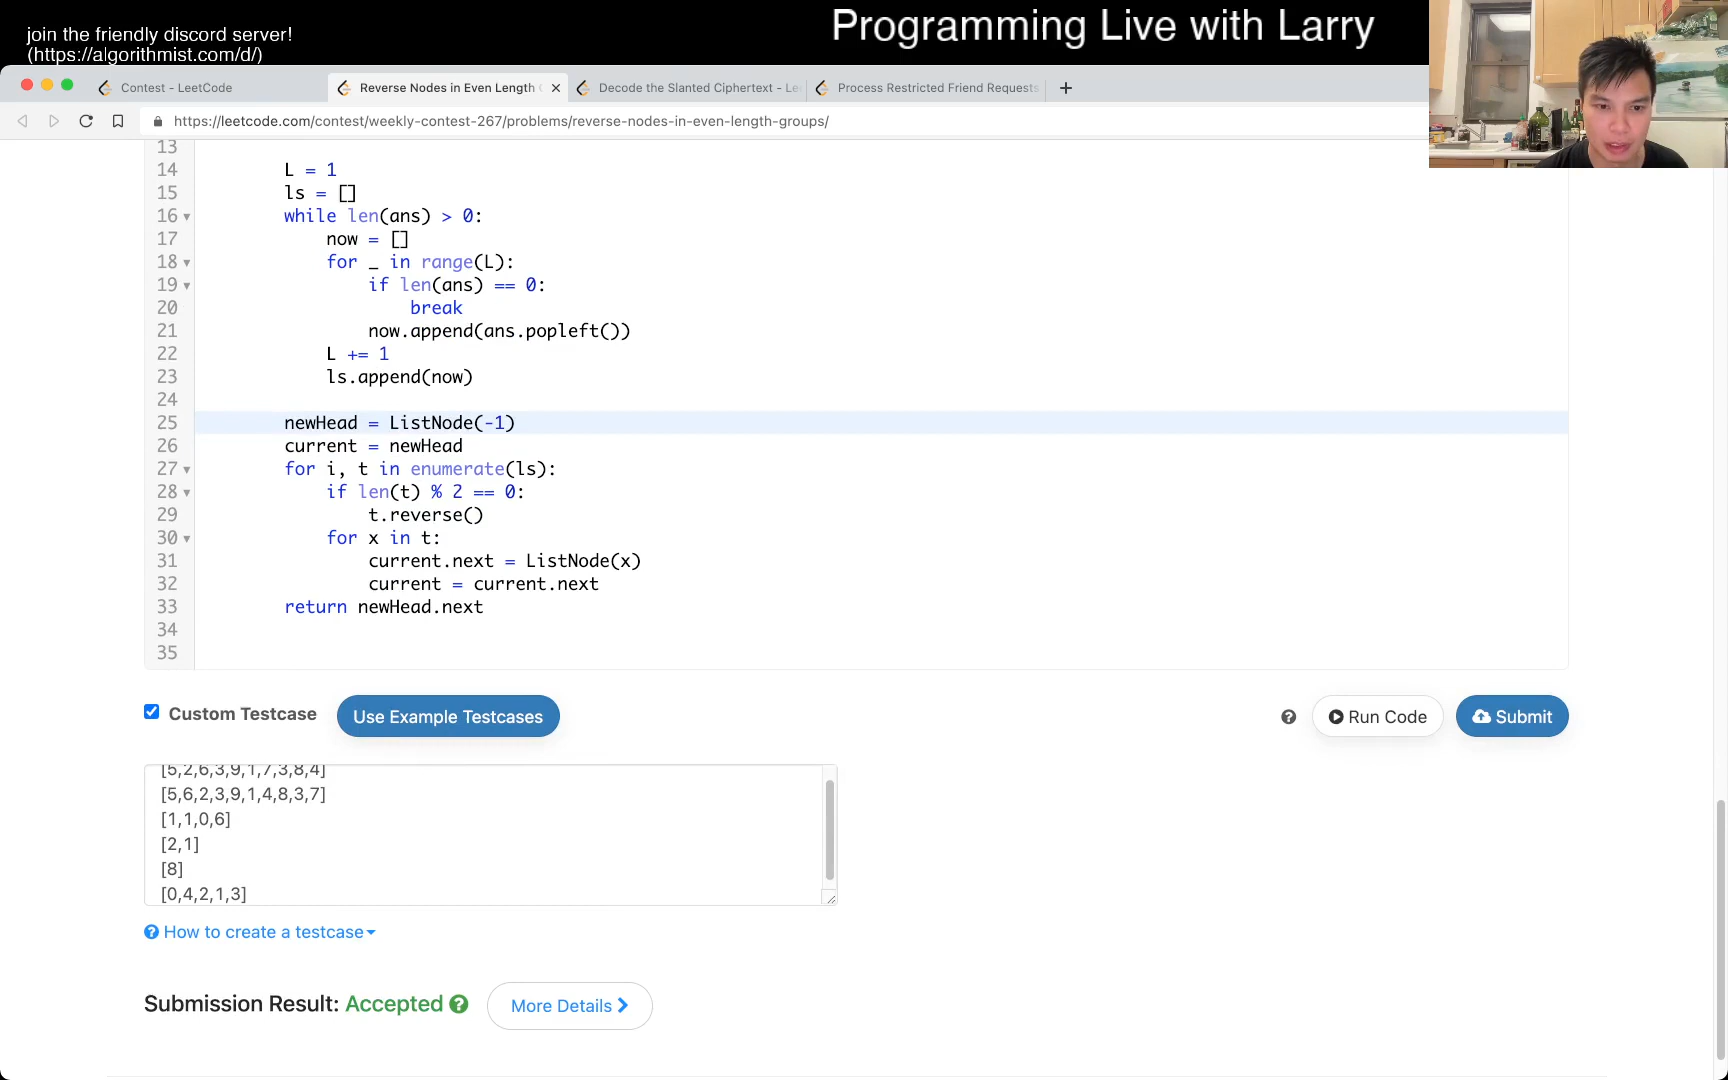 join the friendly discord server!
(https://algorithmist.com/d/)
Programming Live with Larry
Contest - LeetCode
Reverse Nodes in Even Length
Decode the Slanted Ciphertext - Le
Process Restricted Friend Requests
https://leetcode.com/contest/weekly-contest-267/problems/reverse-nodes-in-even-length-groups/
13
14 L = 1
15 ls = []
16 while len(ans) > 0:
17 now = []
18 for _ in range(L):
19 if len(ans) == 0:
20 break
21 now.append(ans.popleft())
22 L += 1
23 ls.append(now)
24
25 newHead = ListNode(-1)
26 current = newHead
27 for i, t in enumerate(ls):
28 if len(t) % 2 == 0:
29 t.reverse()
30 for x in t:
31 current.next = ListNode(x)
32 current = current.next
33 return newHead.next
34
35
Custom Testcase
Use Example Testcases
Run Code
Submit
[5,2,6,3,9,1,7,3,8,4]
[5,6,2,3,9,1,4,8,3,7]
[1,1,0,6]
[2,1]
[8]
[0,4,2,1,3]
How to create a testcase
Submission Result: Accepted
More Details